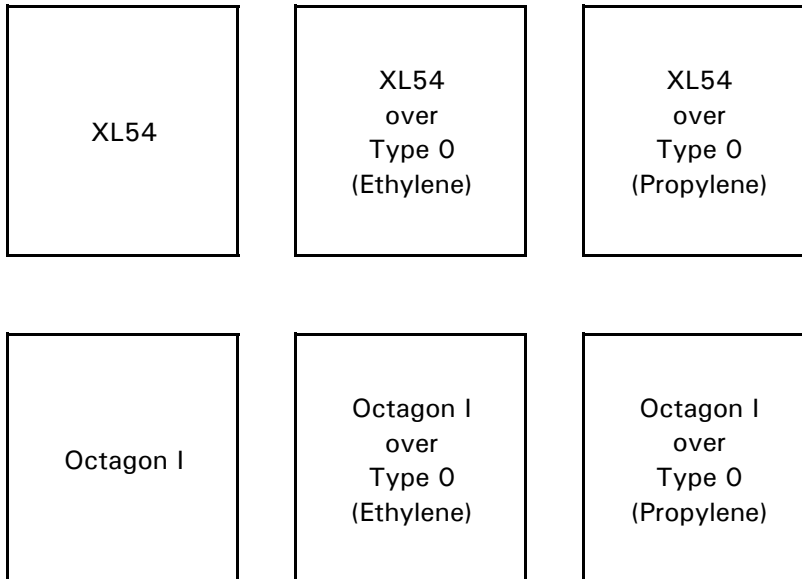 XL54
XL54
over
Type 0
(Ethylene)
XL54
over
Type 0
(Propylene)
Octagon I
Octagon I
over
Type 0
(Ethylene)
Octagon I
over
Type 0
(Propylene)